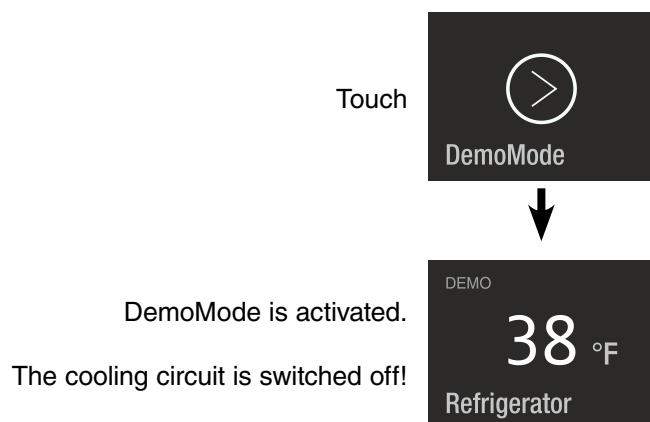 Touch
DemoMode
DEMO
DemoMode is activated.
38 °F
The cooling circuit is switched off!
Refrigerator